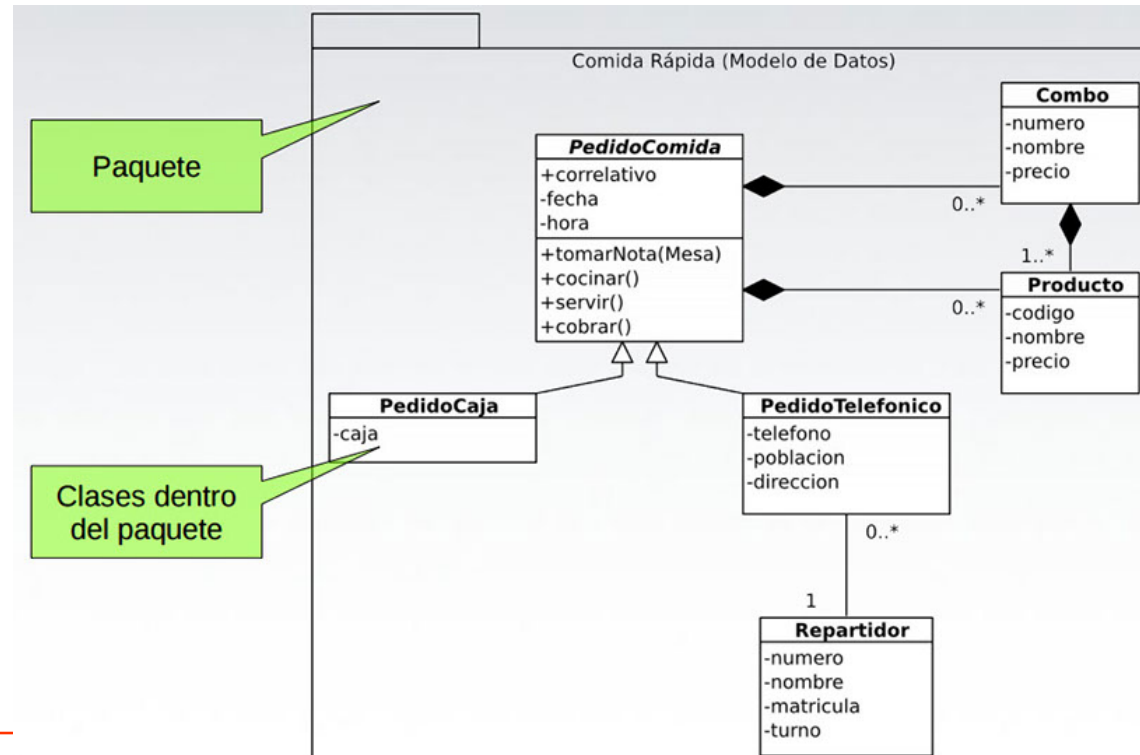 Comida Rápida (Modelo de Datos)
Paquete
Clases dentro
del paquete
PedidoComida
+correlativo
-fecha
-hora
+tomarNota(Mesa)
+cocinar()
+servir()
+cobrar()
0..*
0..*
Combo
-numero
-nombre
-precio
1..*
Producto
-codigo
-nombre
-precio
PedidoCaja
-caja
PedidoTelefonico
-telefono
-poblacion
-direccion
0..*
1
Repartidor
-numero
-nombre
-matricula
-turno